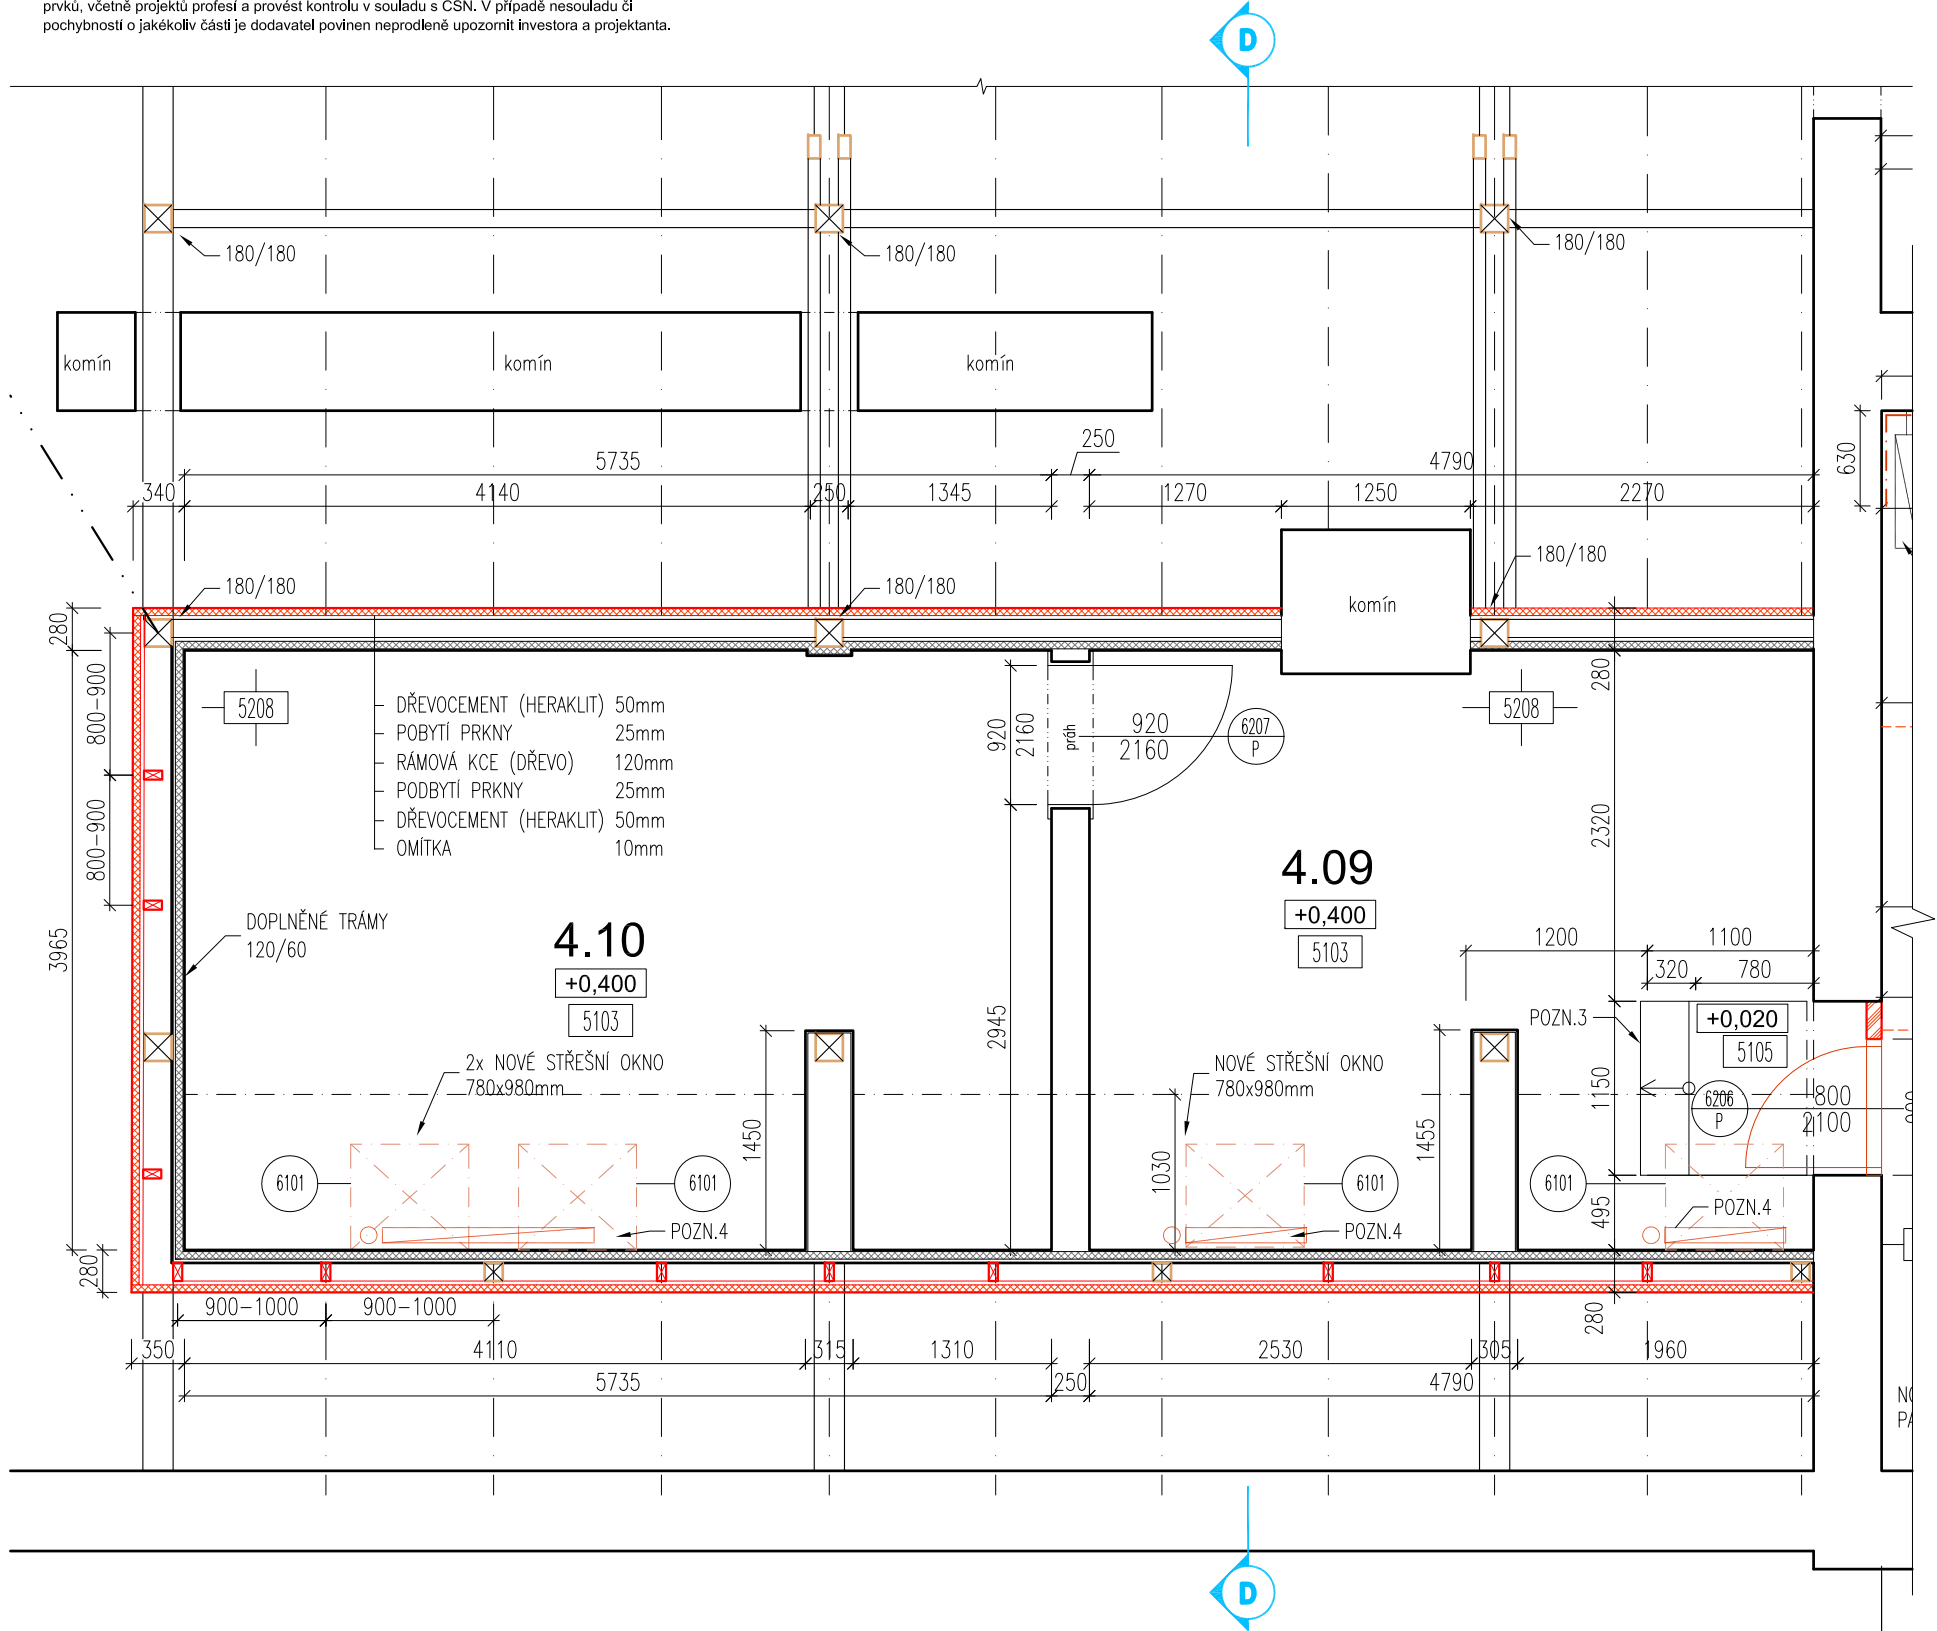 prvků, včetně projektů profesí a provést kontrolu v souladu s ČSN. V případě nesouladu či
pochybností o jakékoliv části je dodavatel povinen neprodleně upozornit investora a projektanta.
D
180/180
180/180
180/180
komín
komín
komín
5735
250
4790
630
340
4140
250
1345
1270
1250
2270
180/180
180/180
180/180
komín
280
800-900
800-900
3965
280
5208
DŘEVOCEMENT (HERAKLIT) 50mm
POBYTÍ PRKNY 25mm
RÁMOVÁ KCE (DŘEVO) 120mm
PODBYTÍ PRKNY 25mm
DŘEVOCEMENT (HERAKLIT) 50mm
OMÍTKA 10mm
920
2160
práh
920
2160
6207
P
5208
280
2320
DOPLNĚNÉ TRÁMY
120/60
4.10
+0,400
5103
4.09
+0,400
5103
1200
1100
320
780
POZN.3
+0,020
5105
2945
2x NOVÉ STŘEŠNÍ OKNO
780x980mm
NOVÉ STŘEŠNÍ OKNO
780x980mm
1450
1030
1455
1150
6206
P
800
2100
6101
6101
6101
6101
POZN.4
POZN.4
POZN.4
495
280
900-1000
900-1000
350
4110
315
1310
2530
305
1960
5735
250
4790
D